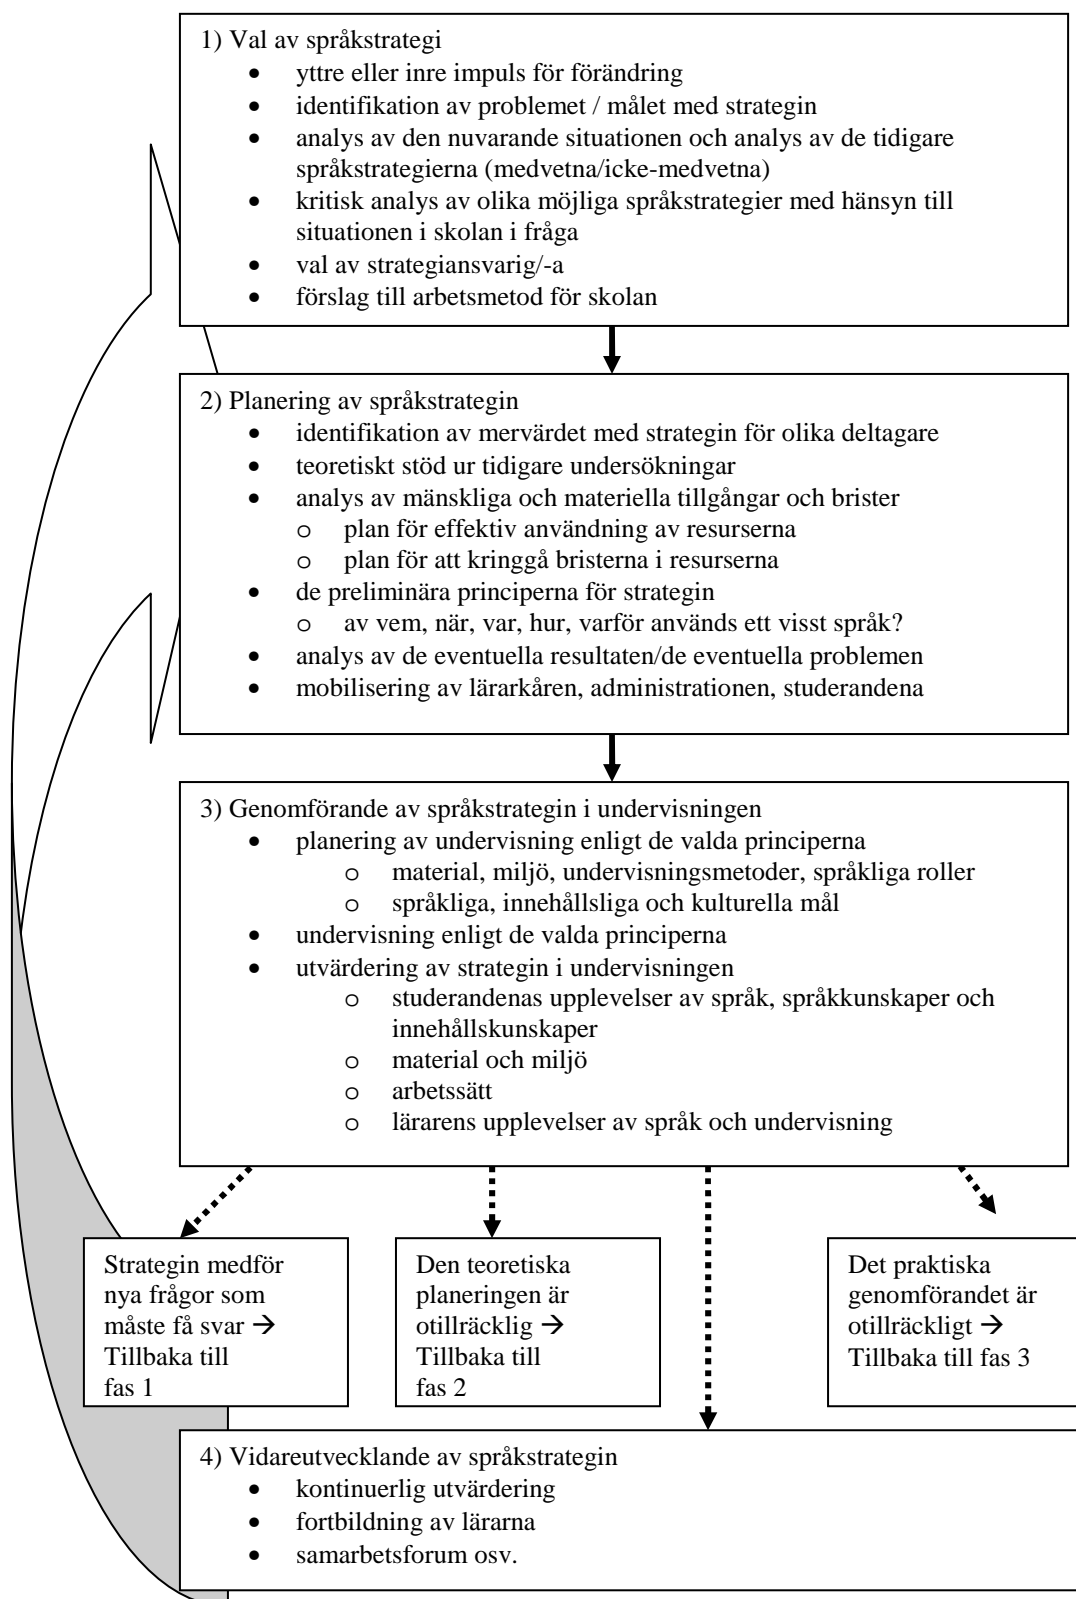 1) Val av språkstrategi
• yttre eller inre impuls för förändring
• identifikation av problemet / målet med strategin
• analys av den nuvarande situationen och analys av de tidigare
språkstrategierna (medvetna/icke-medvetna)
• kritisk analys av olika möjliga språkstrategier med hänsyn till
situationen i skolan i fråga
• val av strategiansvarig/-a
• förslag till arbetsmetod för skolan
2) Planering av språkstrategin
• identifikation av mervärdet med strategin för olika deltagare
• teoretiskt stöd ur tidigare undersökningar
• analys av mänskliga och materiella tillgångar och brister
o plan för effektiv användning av resurserna
o plan för att kringgå bristerna i resurserna
• de preliminära principerna för strategin
o av vem, när, var, hur, varför används ett visst språk?
• analys av de eventuella resultaten/de eventuella problemen
• mobilisering av lärarkåren, administrationen, studerandena
3) Genomförande av språkstrategin i undervisningen
• planering av undervisning enligt de valda principerna
o material, miljö, undervisningsmetoder, språkliga roller
o språkliga, innehållsliga och kulturella mål
• undervisning enligt de valda principerna
• utvärdering av strategin i undervisningen
o studerandenas upplevelser av språk, språkkunskaper och
innehållskunskaper
o material och miljö
o arbetssätt
o lärarens upplevelser av språk och undervisning
Strategin medför
nya frågor som
måste få svar →
Tillbaka till
fas 1
Den teoretiska
planeringen är
otillräcklig →
Tillbaka till
fas 2
Det praktiska
genomförandet är
otillräckligt →
Tillbaka till fas 3
4) Vidareutvecklande av språkstrategin
• kontinuerlig utvärdering
• fortbildning av lärarna
• samarbetsforum osv.